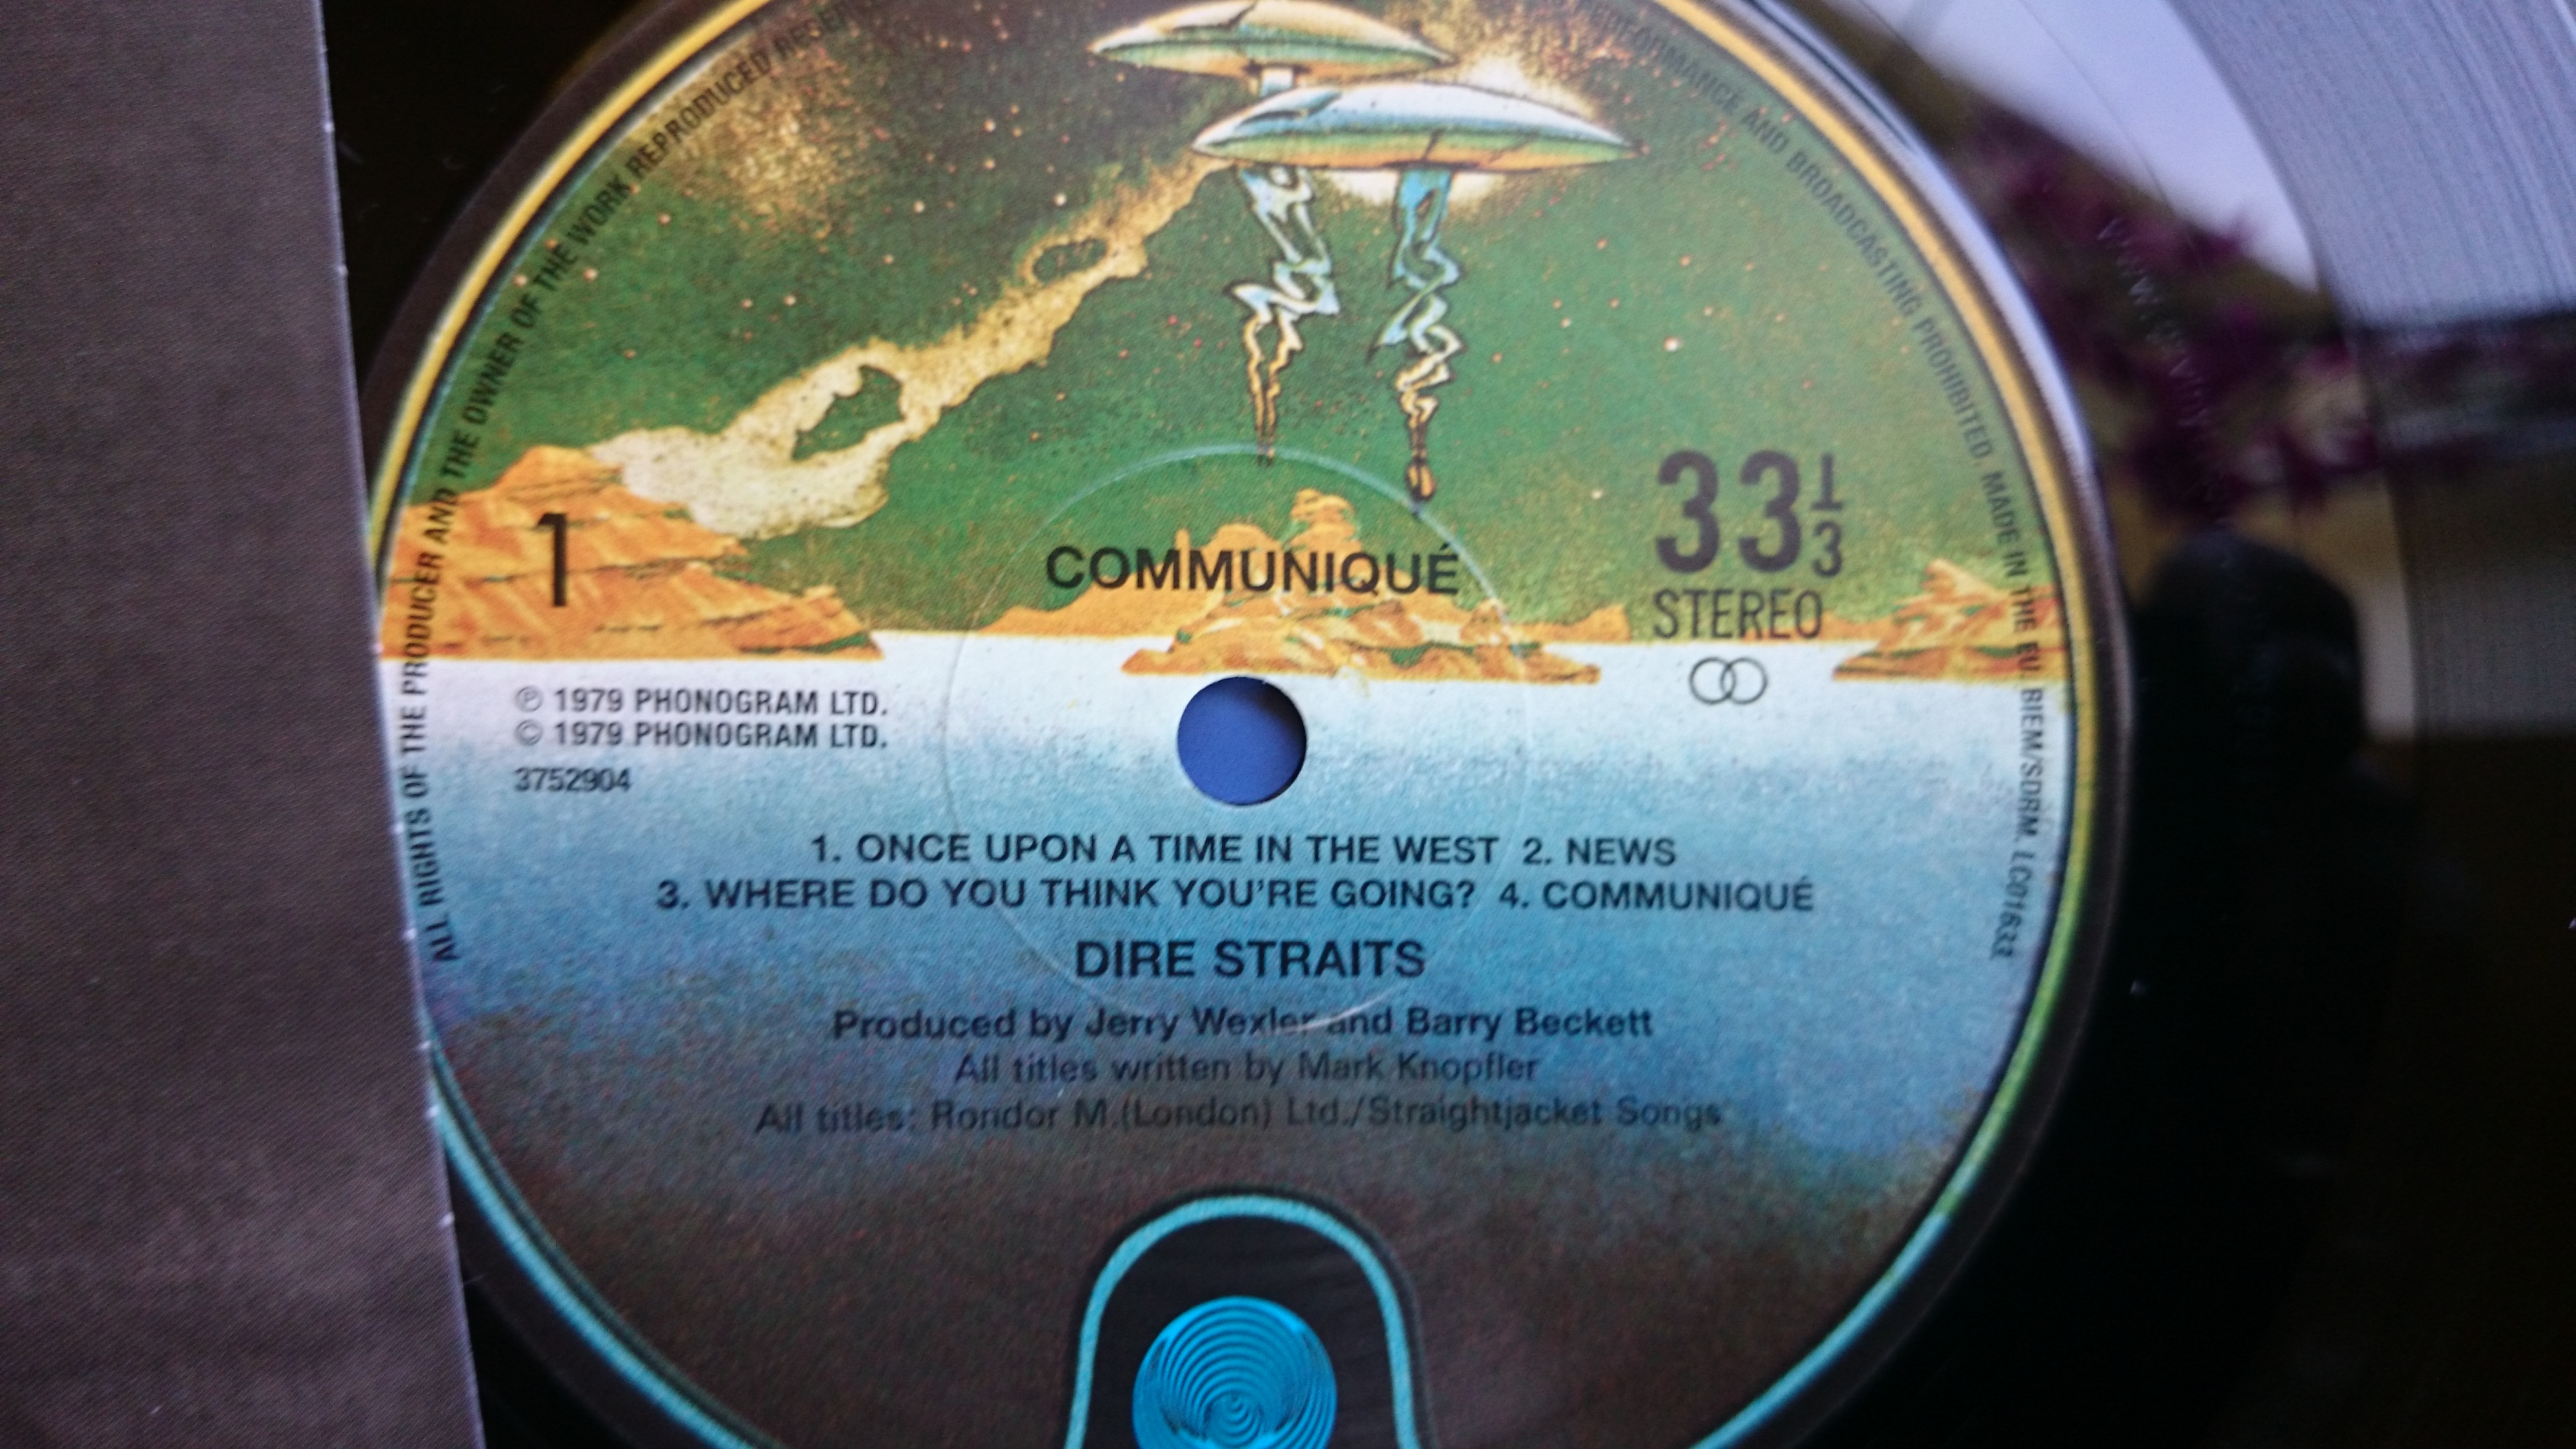 ALL RIGHTS OF THE PRODUCER AND THE OWNER OF THE WORK REPRODUCED
PERFORMANCE AND BROADCASTING PROHIBITED. MADE IN THE EU. BIEM/SDRM. LC01633
1
COMMUNIQUÉ
33 1/3
STEREO
℗ 1979 PHONOGRAM LTD.
© 1979 PHONOGRAM LTD.
3752904
1. ONCE UPON A TIME IN THE WEST 2. NEWS
3. WHERE DO YOU THINK YOU'RE GOING? 4. COMMUNIQUÉ
DIRE STRAITS
Produced by Jerry Wexler and Barry Beckett
All titles written by Mark Knopfler
All titles: Rondor M.(London) Ltd./Straightjacket Songs